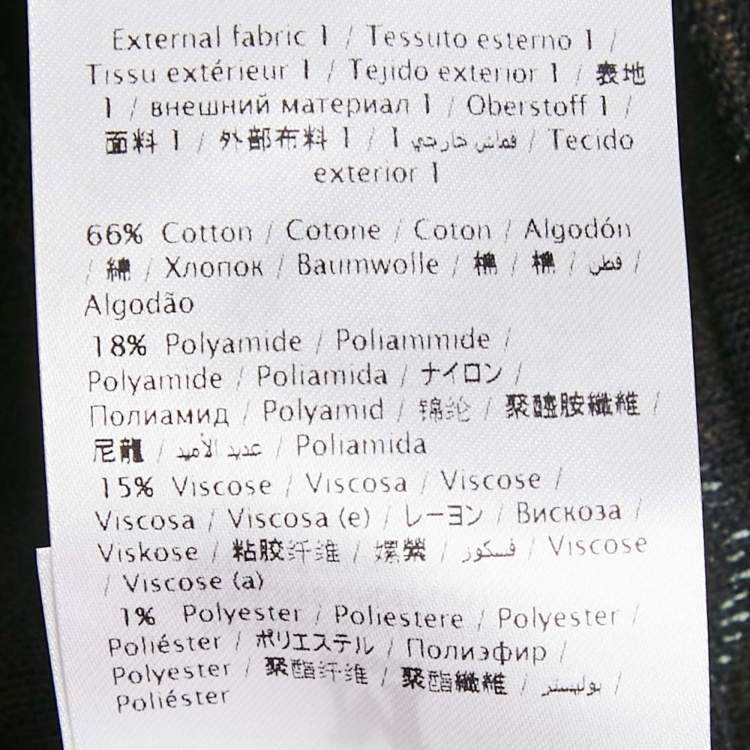 External fabric 1 / Tessuto esterno 1 /
Tissu extérieur 1 / Tejido exterior 1 / 表地
1 / внешний материал 1 / Oberstoff 1 /
面料 1 / 外部布料 1 / قماش خارجي 1 / Tecido
exterior 1
66% Cotton / Cotone / Coton / Algodón
/ 綿 / Хлопок / Baumwolle / 棉 / 棉 / قطن /
Algodão
18% Polyamide / Poliammide /
Polyamide / Poliamida / ナイロン /
Полиамид / Polyamid / 锦纶 / 聚醯胺纖維 /
尼龍 / عديد الأميد / Poliamida
15% Viscose / Viscosa / Viscose /
Viscosa / Viscosa (e) / レーヨン / Вискоза /
Viskose / 粘胶纤维 / 嫘縈 / فسكوز / Viscose
/ Viscose (a)
1% Polyester / Poliestere / Polyester /
Poliéster / ポリエステル / Полиэфир /
Polyester / 聚酯纤维 / 聚酯纖維 / بوليستر /
Poliéster